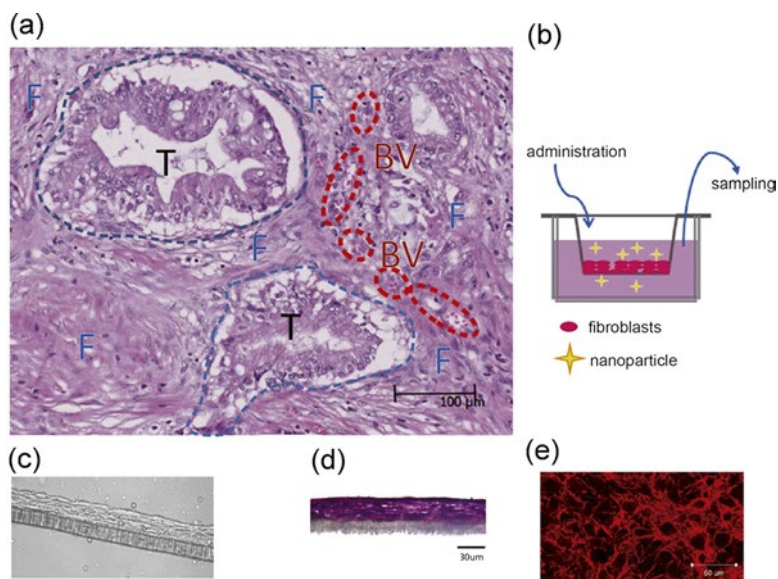 (a)
F
F
T
BV
F
F
BV
T
F
F
100 µm
(b)
administration
sampling
fibroblasts
nanoparticle
(c)
(d)
30um
(e)
60 µm